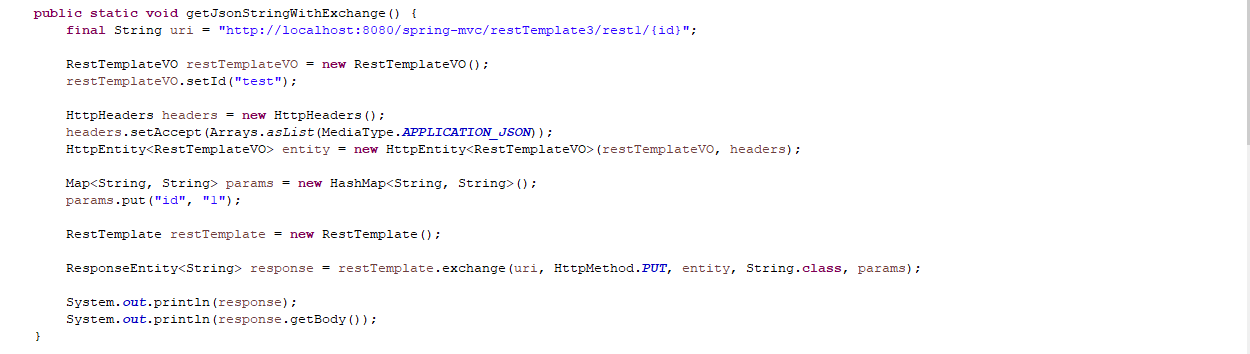 public static void getJsonStringWithExchange() {
final String uri = "http://localhost:8080/spring-mvc/restTemplate3/rest1/{id}";
RestTemplateVO restTemplateVO = new RestTemplateVO();
restTemplateVO.setId("test");
HttpHeaders headers = new HttpHeaders();
headers.setAccept(Arrays.asList(MediaType.APPLICATION_JSON));
HttpEntity<RestTemplateVO> entity = new HttpEntity<RestTemplateVO>(restTemplateVO, headers);
Map<String, String> params = new HashMap<String, String>();
params.put("id", "1");
RestTemplate restTemplate = new RestTemplate();
ResponseEntity<String> response = restTemplate.exchange(uri, HttpMethod.PUT, entity, String.class, params);
System.out.println(response);
System.out.println(response.getBody());
}